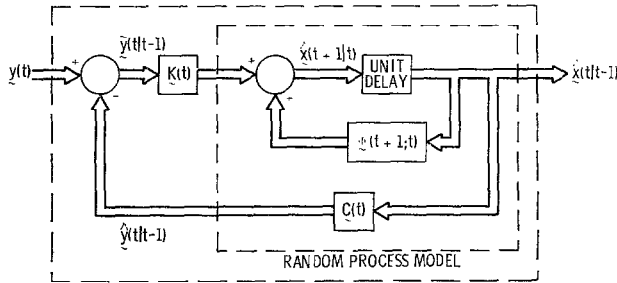 y(t)
+
−
ỹ(t|t-1)
K(t)
+
+
x̂(t + 1|t)
UNIT
DELAY
x̂(t|t-1)
Φ(t + 1;t)
C(t)
ŷ(t|t-1)
RANDOM PROCESS MODEL